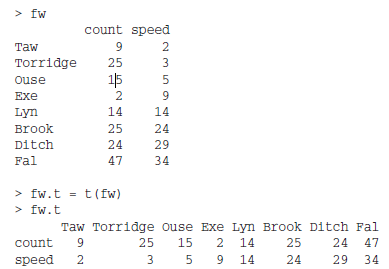 > fw
         count speed
Taw          9     2
Torridge    25     3
Ouse        15     5
Exe          2     9
Lyn         14    14
Brook       25    24
Ditch       24    29
Fal         47    34

> fw.t = t(fw)
> fw.t
      Taw Torridge Ouse Exe Lyn Brook Ditch Fal
count   9       25   15   2  14    25    24  47
speed   2        3    5   9  14    24    29  34